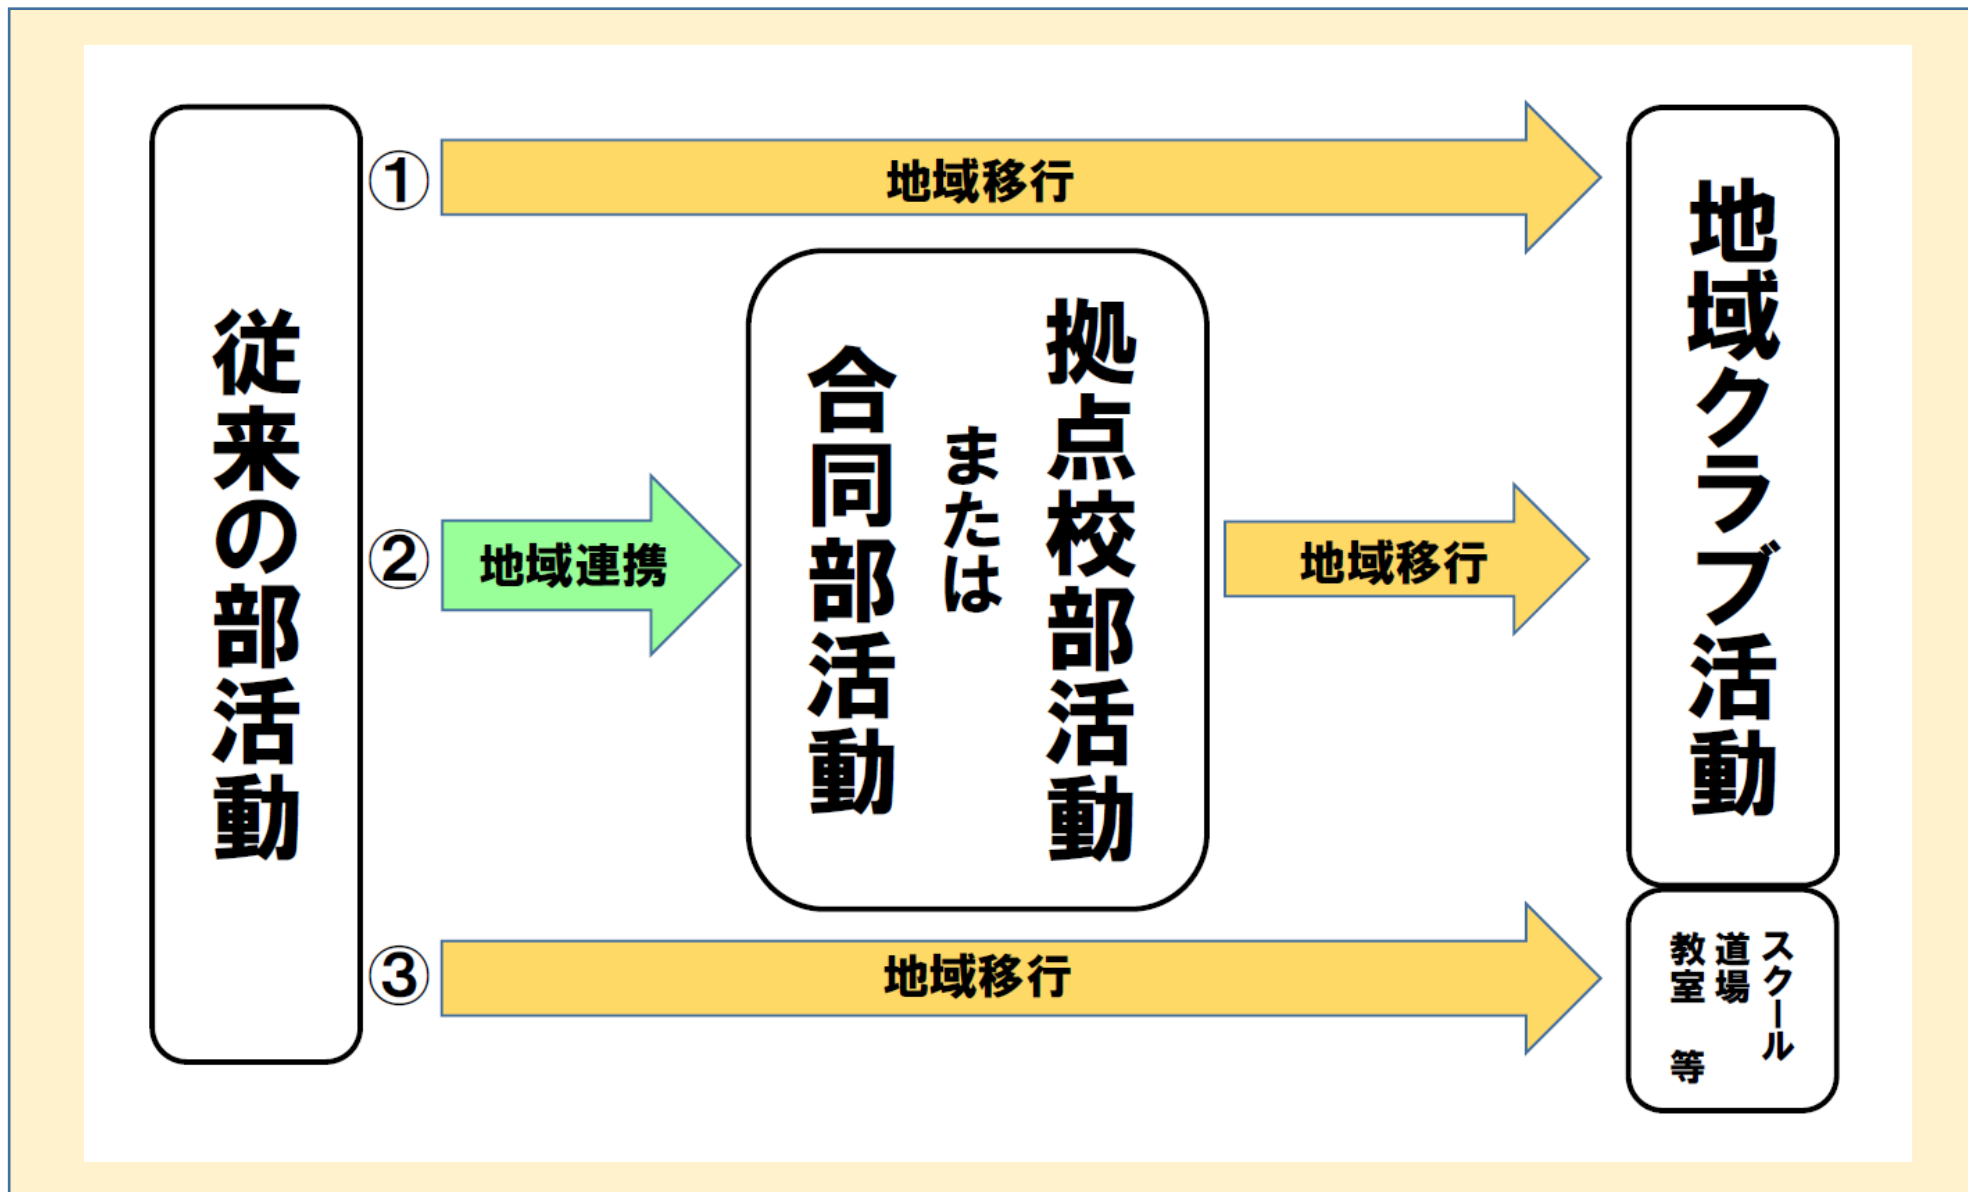 従来の部活動
①
地域移行
②
地域連携
拠点校部活動
または
合同部活動
地域移行
③
地域移行
地域クラブ活動
スクール
道場
教室 等